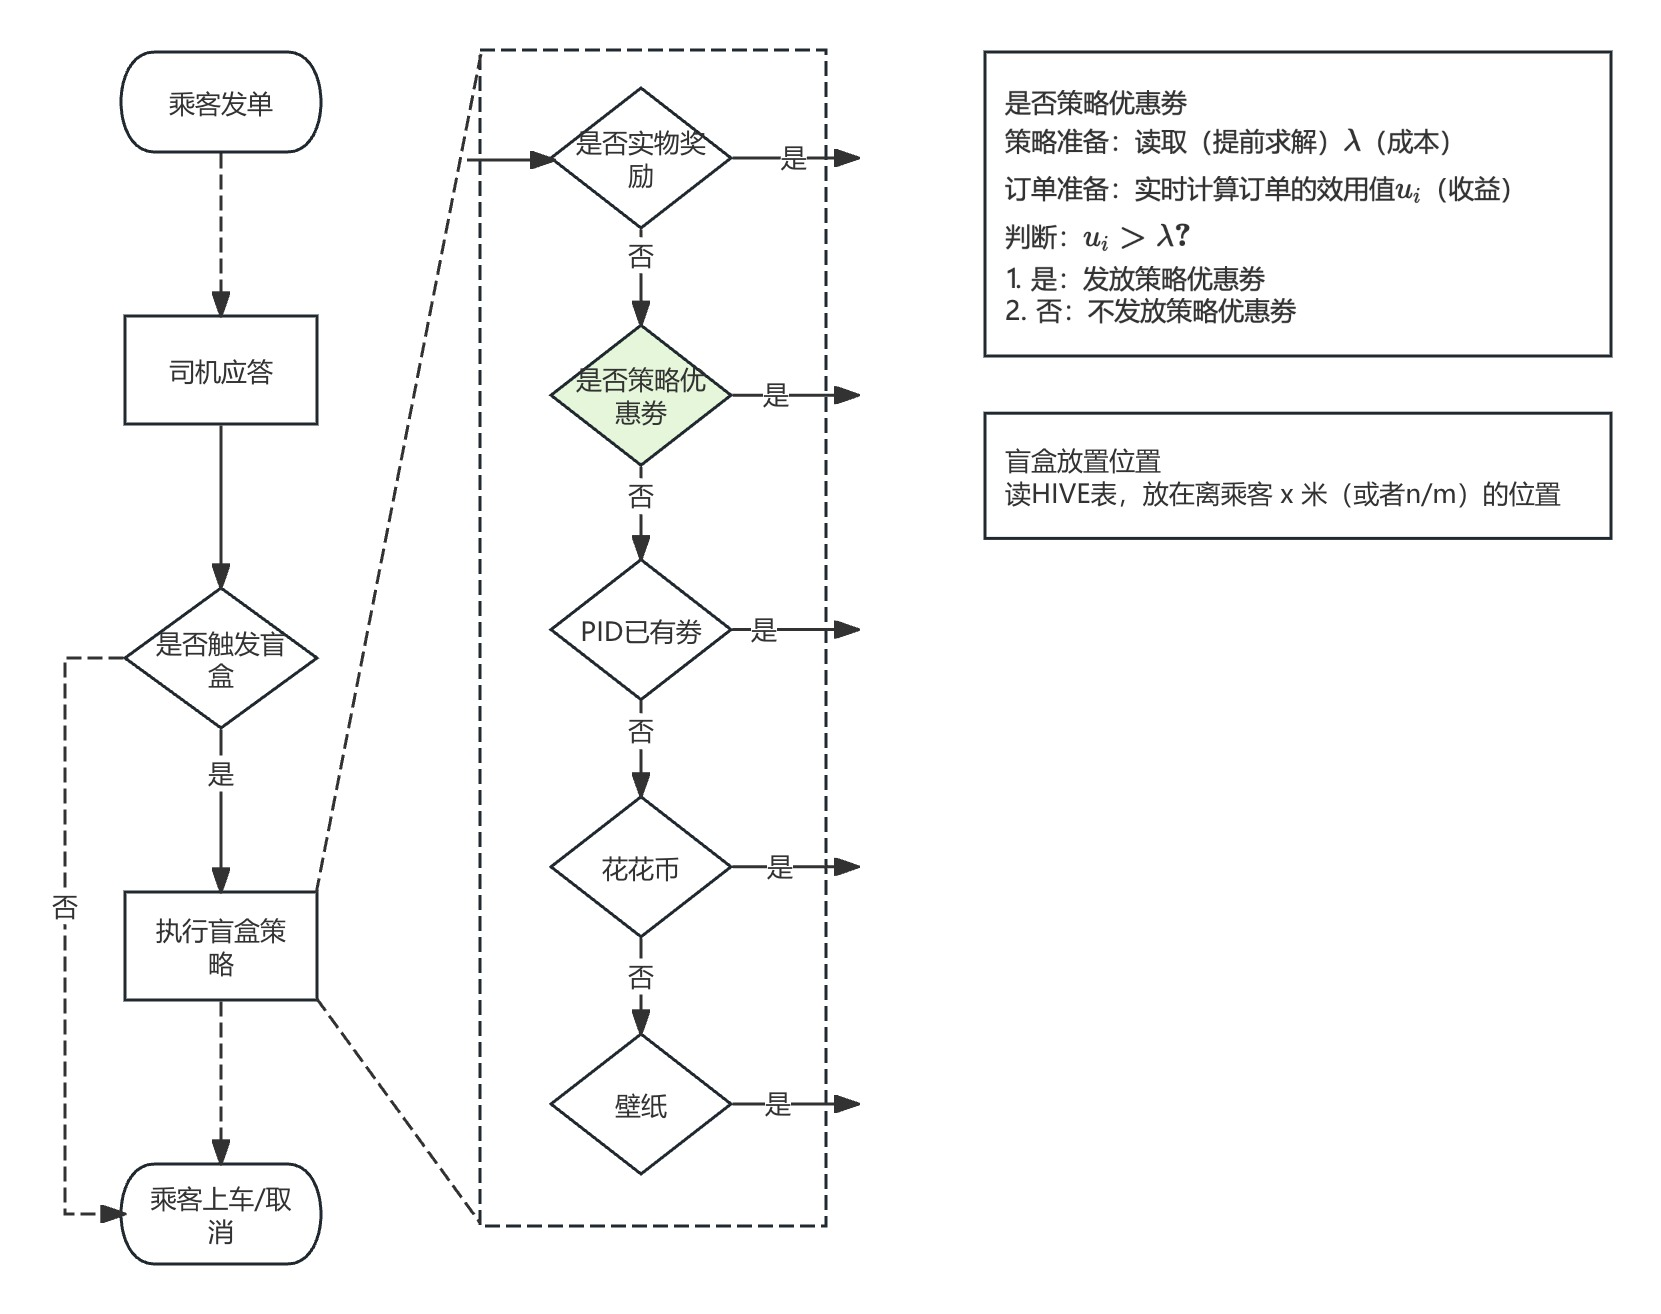 乘客发单
司机应答
是否触发盲
盒
是
否
执行盲盒策
略
乘客上车/取
消
是否实物奖
励
是
否
是否策略优
惠券
是
否
PID已有券
是
否
花花币
是
否
壁纸
是
是否策略优惠券
策略准备：读取（提前求解）λ（成本）
订单准备：实时计算订单的效用值uᵢ（收益）
判断：uᵢ > λ?
1. 是：发放策略优惠券
2. 否：不发放策略优惠券
盲盒放置位置
读HIVE表，放在离乘客 x 米（或者n/m）的位置